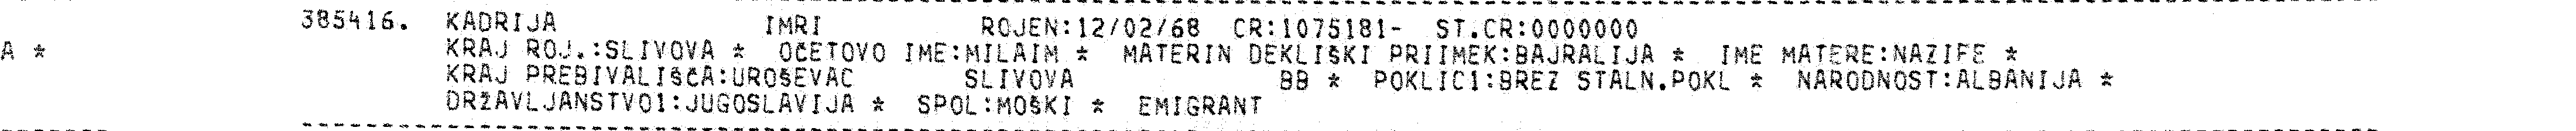 385416. KADRIJA IMRI ROJEN:12/02/68 CR:1075181- ST.CR:0000000
A * KRAJ ROJ.:SLIVOVA * OČETOVO IME:MILAIM * MATERIN DEKLIŠKI PRIIMEK:BAJRALIJA * IME MATERE:NAZIFE *
KRAJ PREBIVALIŠČA:UROŠEVAC SLIVOVA BB * POKLIC1:BREZ STALN.POKL * NARODNOST:ALBANIJA *
DRŽAVLJANSTVO1:JUGOSLAVIJA * SPOL:MOŠKI * EMIGRANT